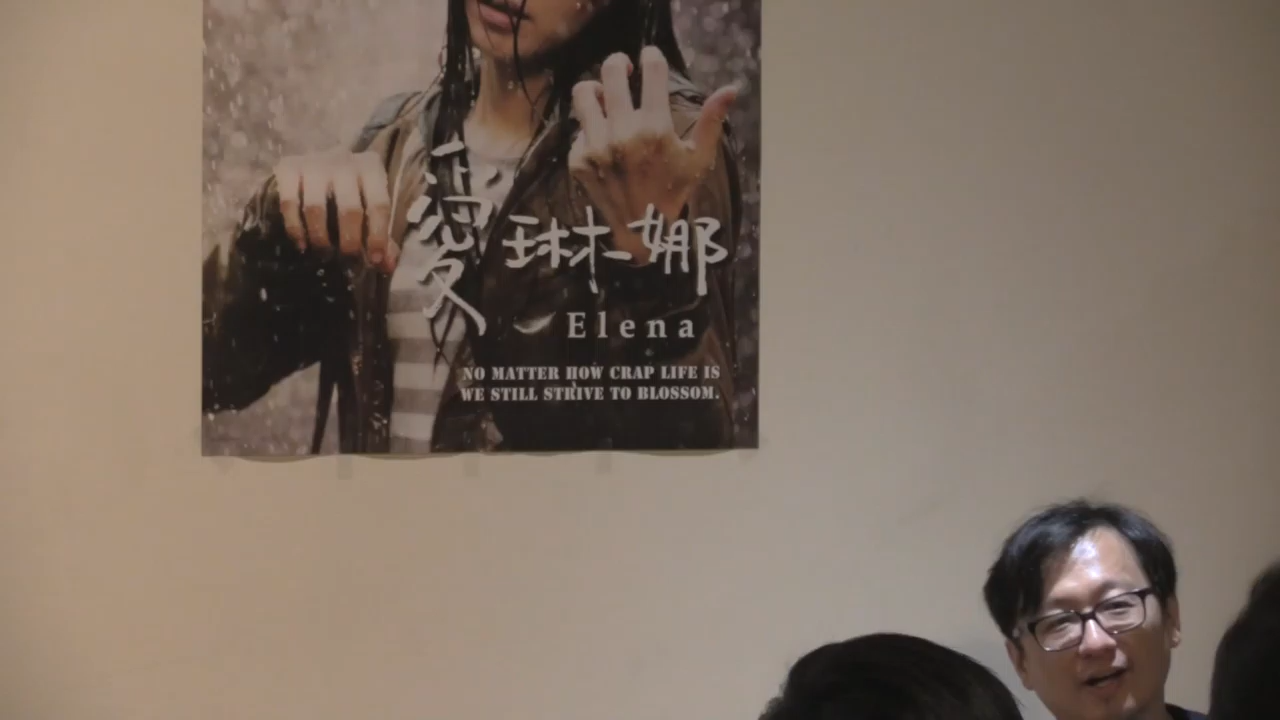 愛琳娜
Elena
NO MATTER HOW CRAP LIFE IS
WE STILL STRIVE TO BLOSSOM.